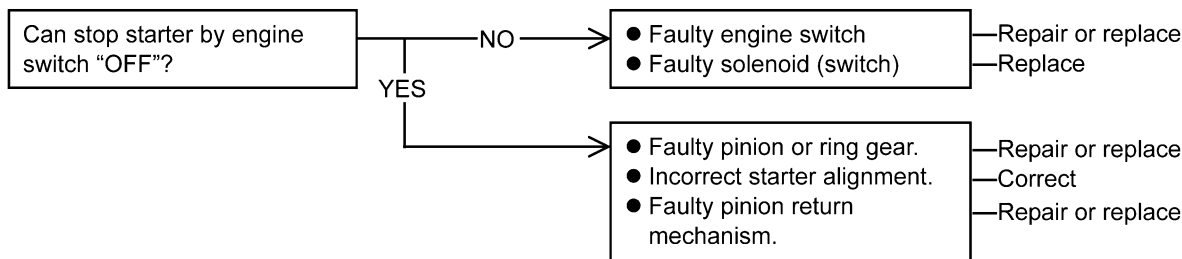 Can stop starter by engine
switch “OFF”?
NO
YES
● Faulty engine switch
● Faulty solenoid (switch)
Repair or replace
Replace
● Faulty pinion or ring gear.
● Incorrect starter alignment.
● Faulty pinion return
mechanism.
Repair or replace
Correct
Repair or replace